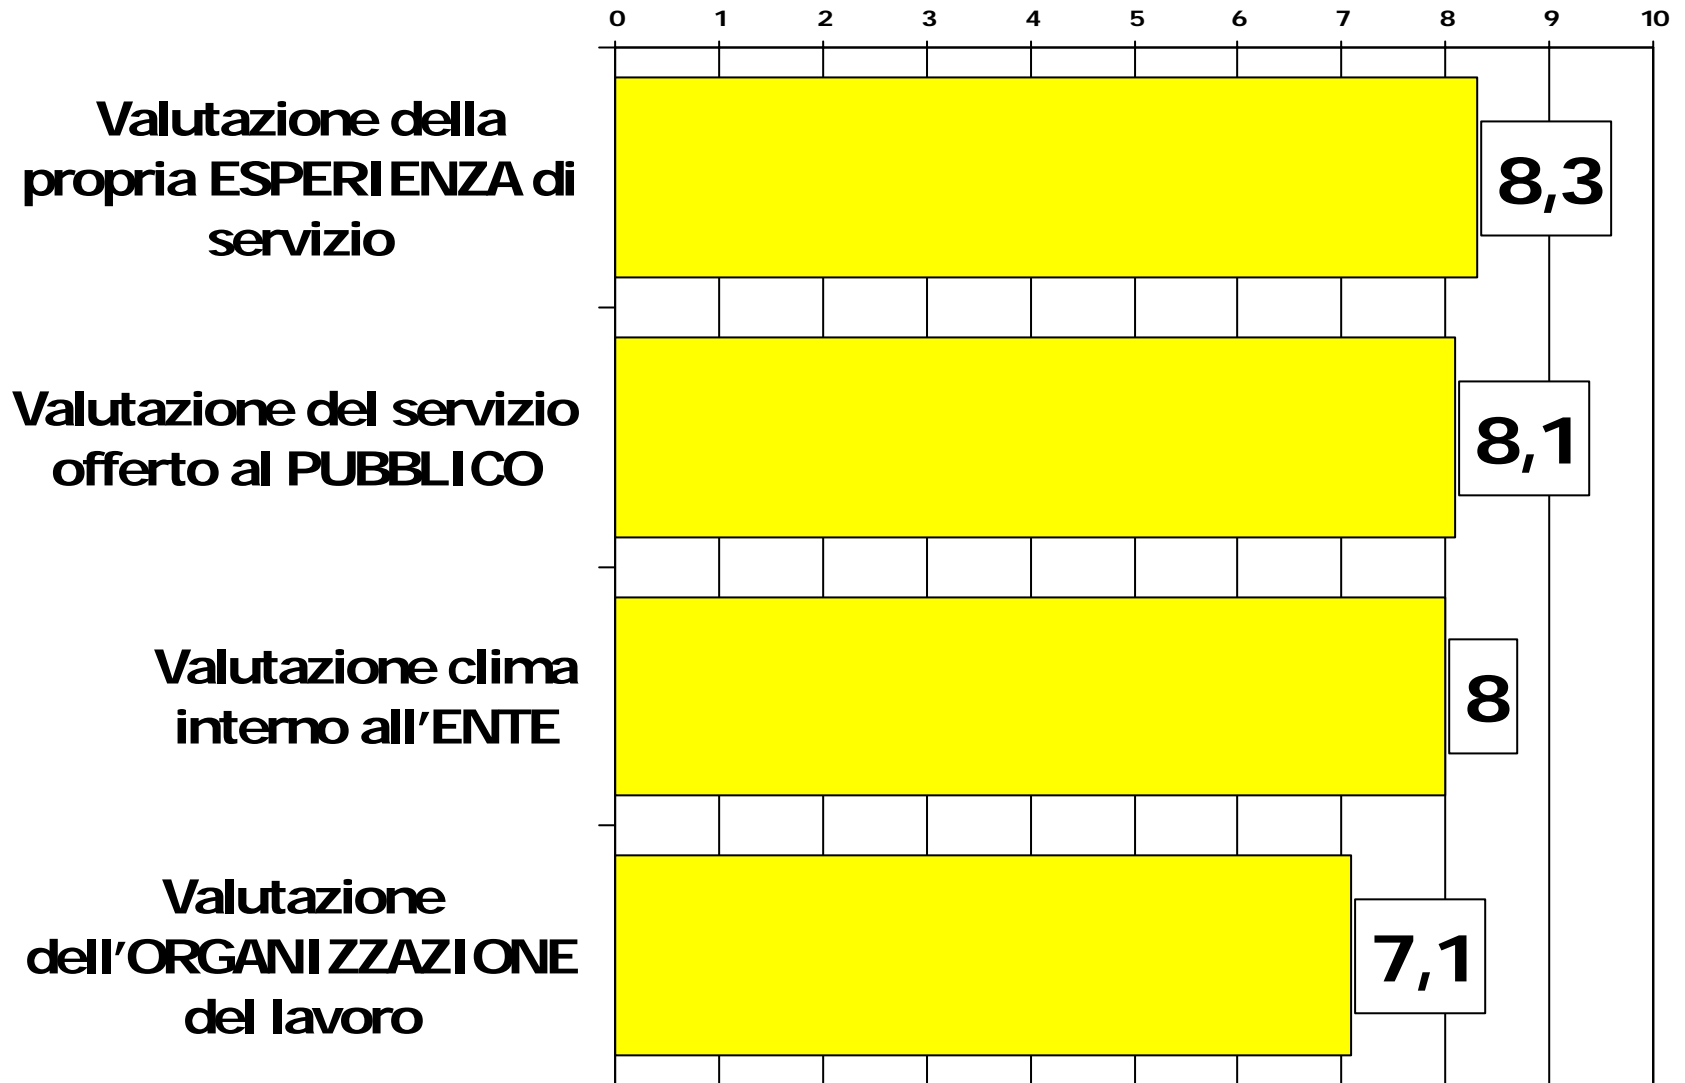 0 1 2 3 4 5 6 7 8 9 10
Valutazione della
propria ESPERIENZA di
servizio
8,3
Valutazione del servizio
offerto al PUBBLICO
8,1
Valutazione clima
interno all'ENTE
8
Valutazione
dell'ORGANIZZAZIONE
del lavoro
7,1